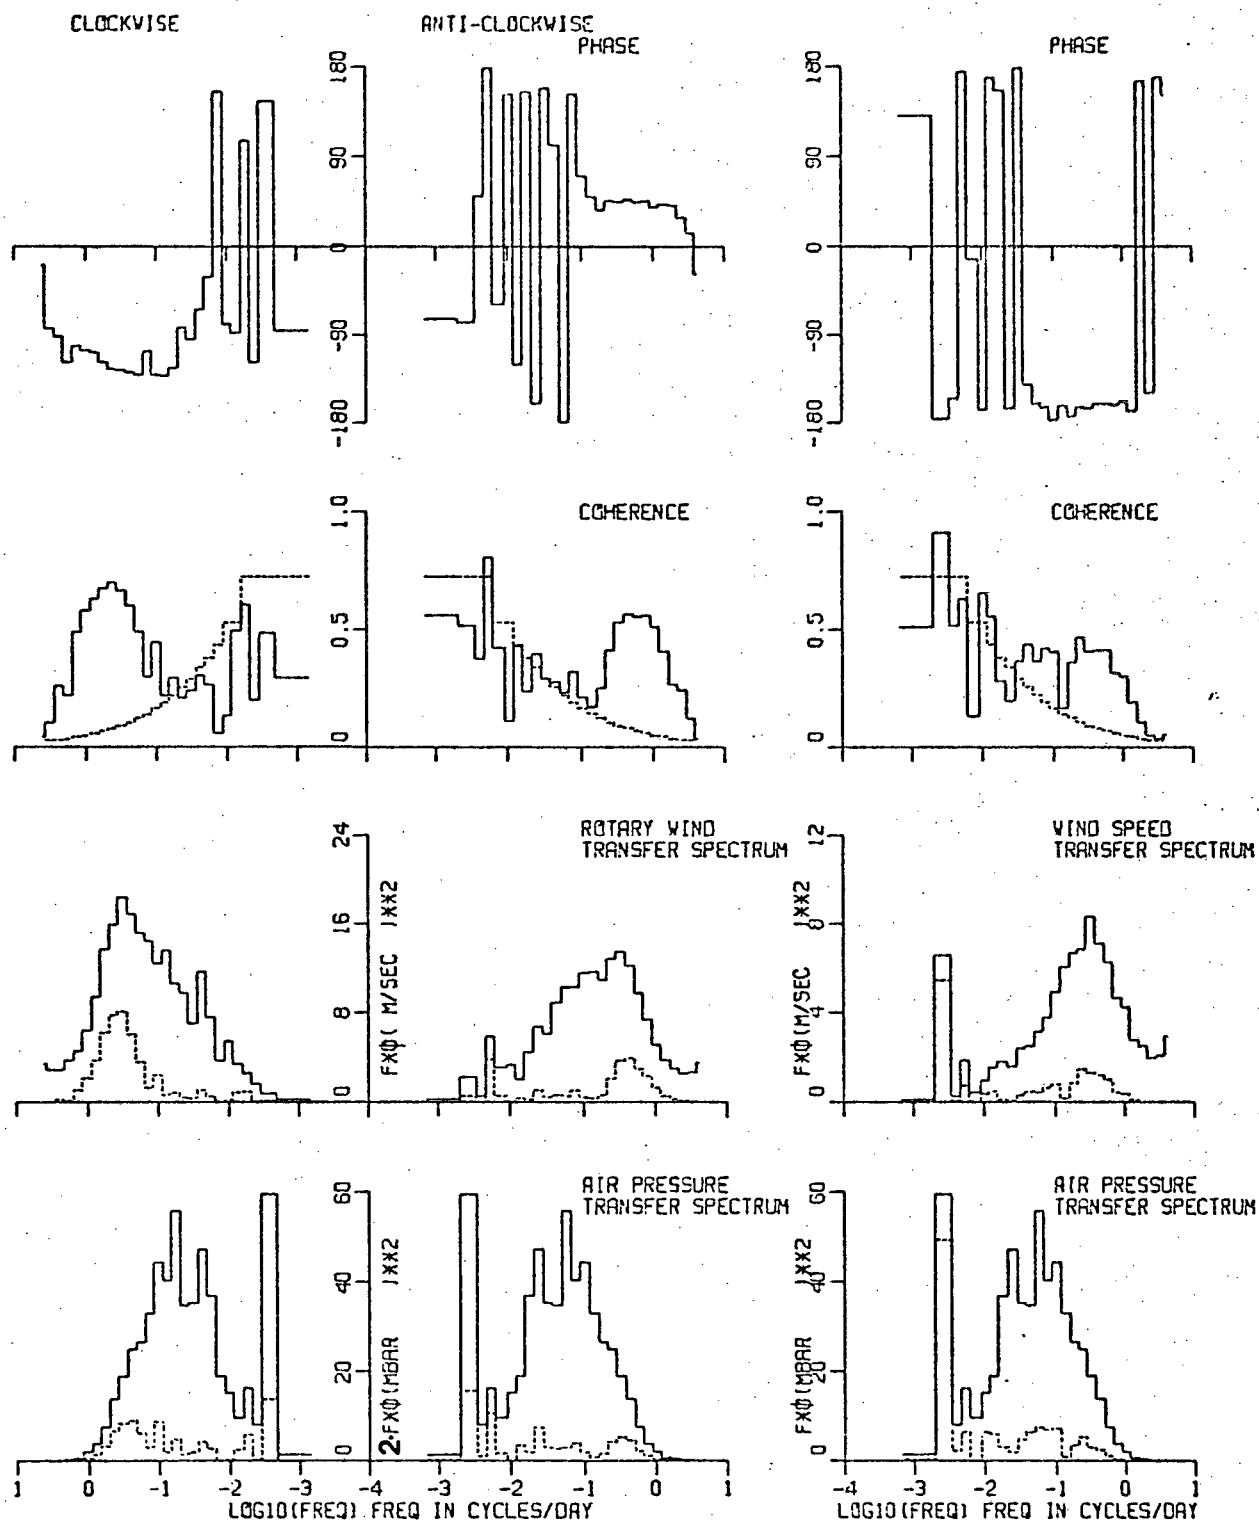 CLOCKWISE
ANTI-CLOCKWISE
PHASE
PHASE
180
90
0
-90
-180
180
90
0
-90
-180
COHERENCE
COHERENCE
1.0
0.5
0
1.0
0.5
0
ROTARY WIND
TRANSFER SPECTRUM
WIND SPEED
TRANSFER SPECTRUM
24
16
8
0
F*Φ( M/SEC )**2
12
8
4
0
F*Φ(M/SEC )**2
AIR PRESSURE
TRANSFER SPECTRUM
AIR PRESSURE
TRANSFER SPECTRUM
60
40
20
0
2·F*Φ(MBAR )**2
60
40
20
0
F*Φ(MBAR )**2
1 0 -1 -2 -3 -4 -3 -2 -1 0 1
-4 -3 -2 -1 0 1
LOG10(FREQ) FREQ IN CYCLES/DAY
LOG10(FREQ) FREQ IN CYCLES/DAY